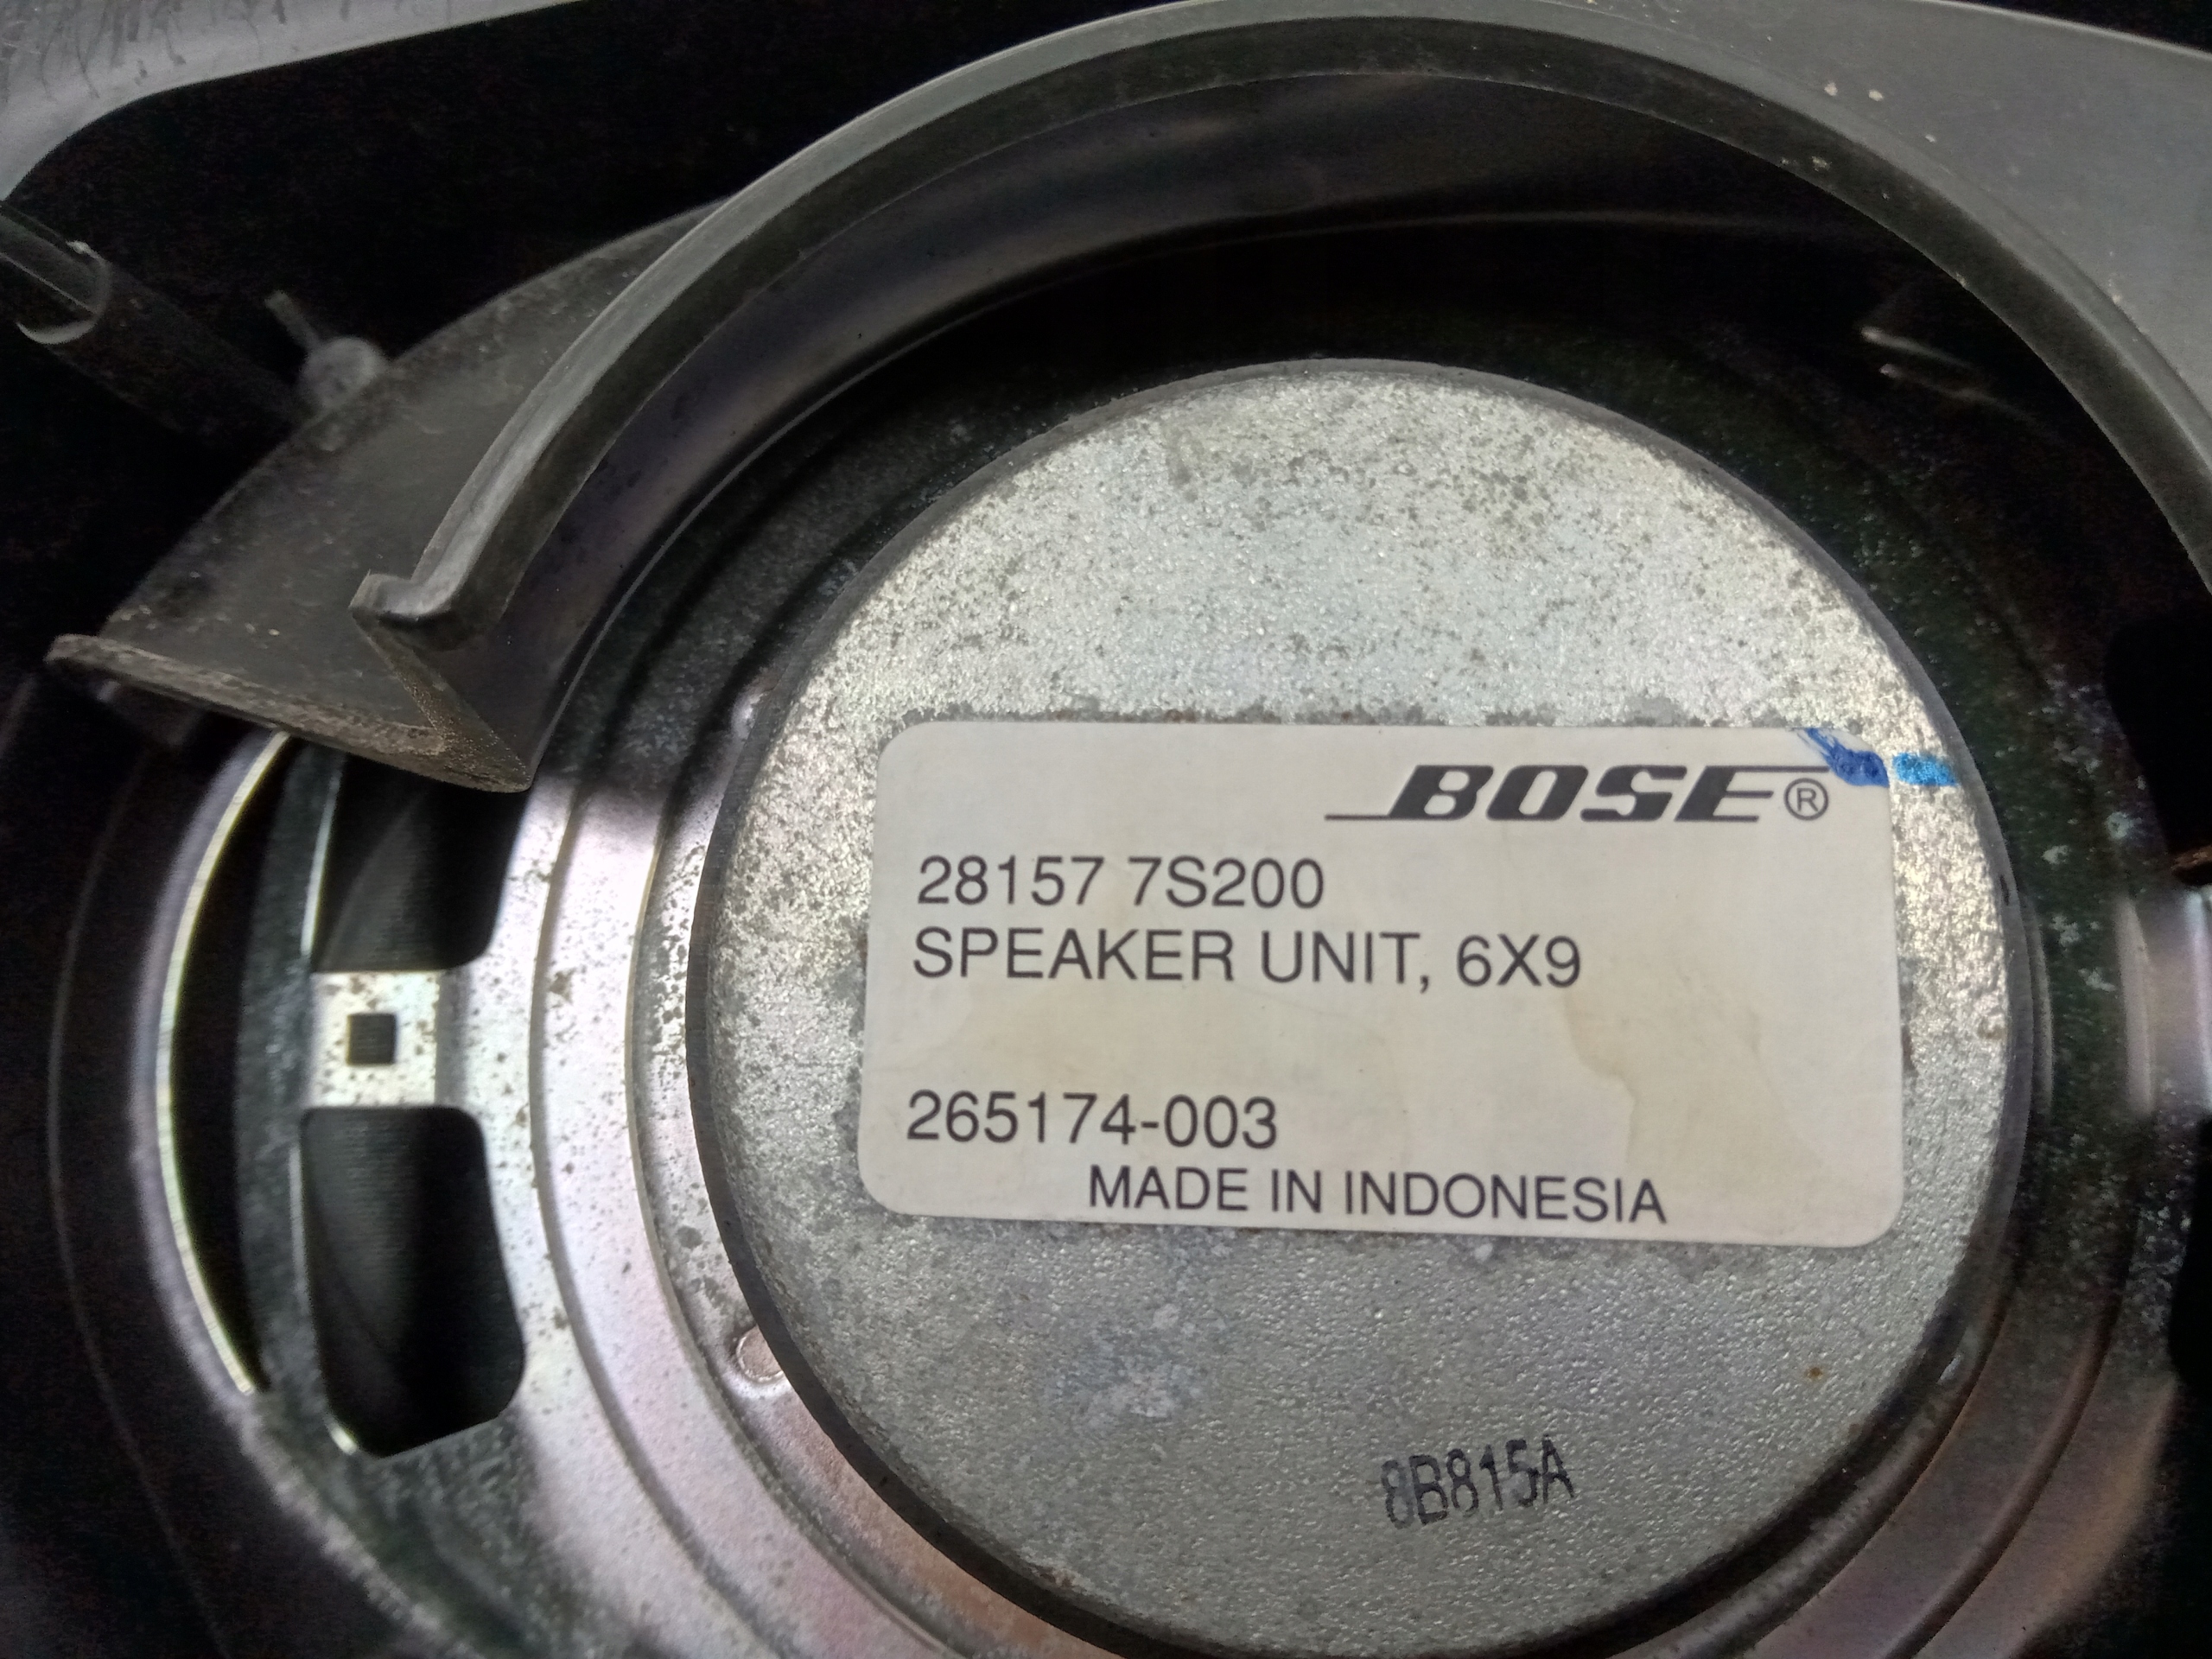 BOSE®
28157 7S200
SPEAKER UNIT, 6X9
265174-003
MADE IN INDONESIA
8B815A